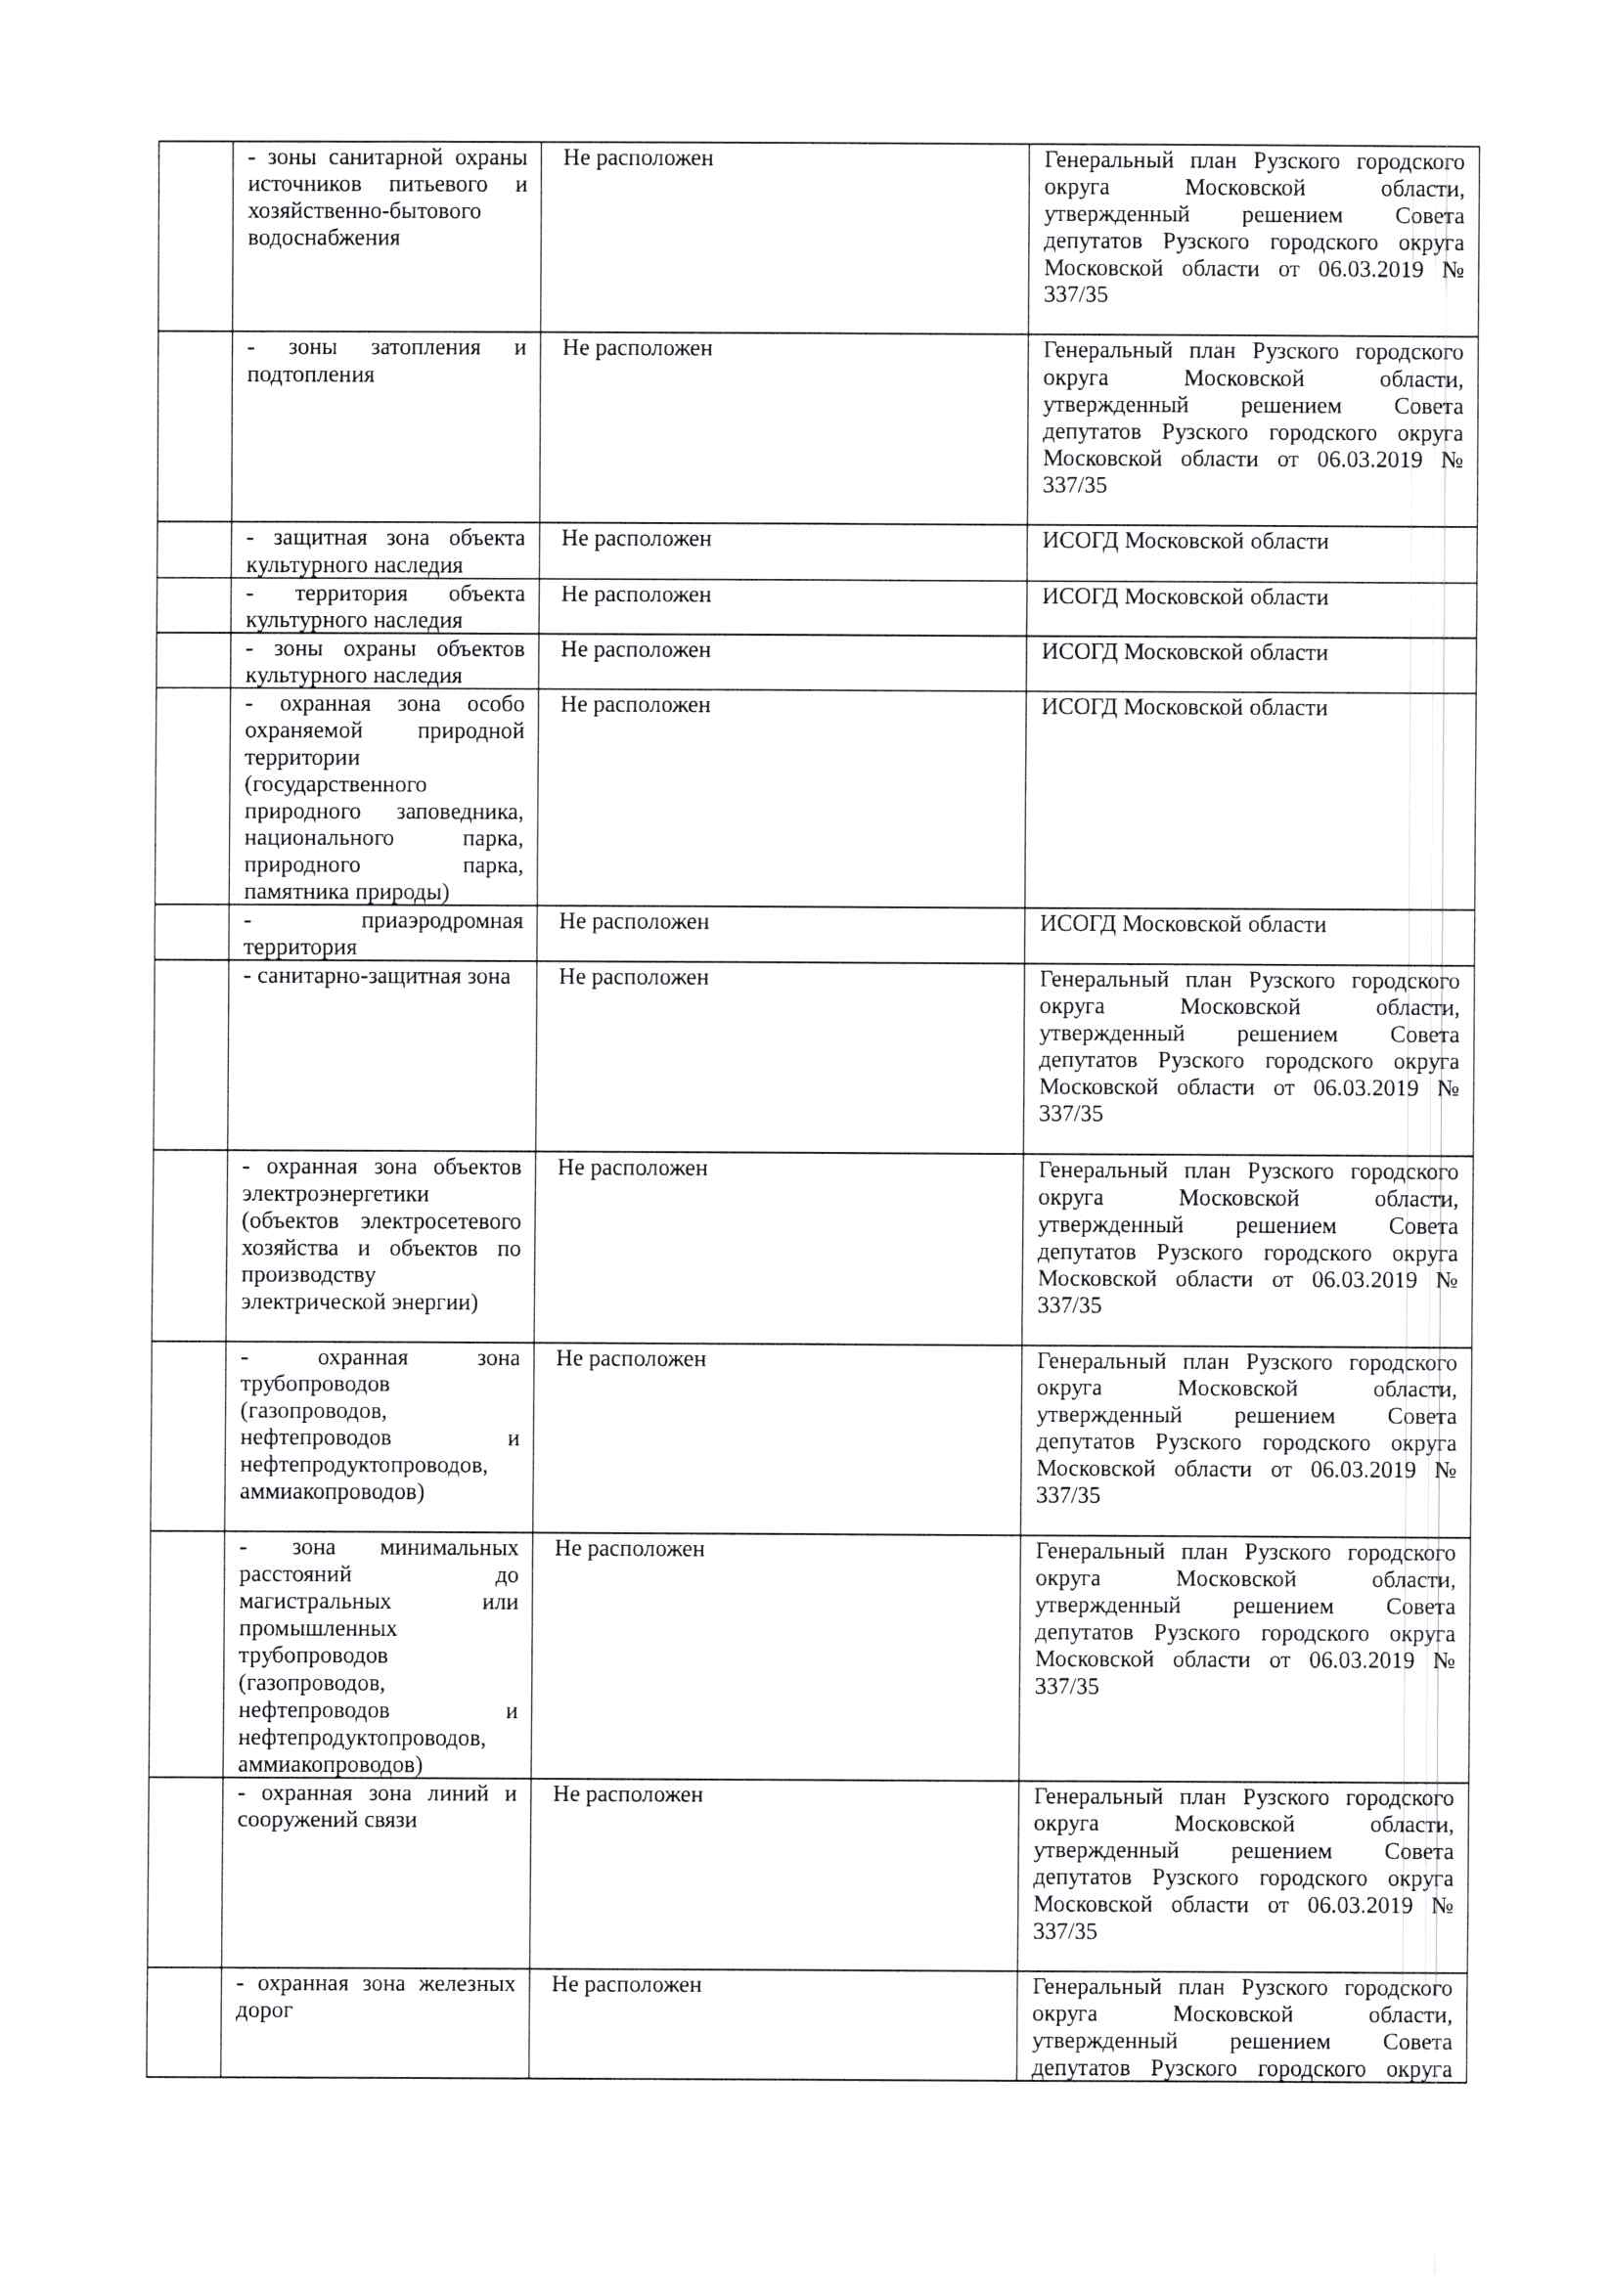 - зоны санитарной охраны
источников питьевого и
хозяйственно-бытового
водоснабжения
Не расположен
Генеральный план Рузского городского
округа Московской области,
утвержденный решением Совета
депутатов Рузского городского округа
Московской области от 06.03.2019 №
337/35
- зоны затопления и
подтопления
Не расположен
Генеральный план Рузского городского
округа Московской области,
утвержденный решением Совета
депутатов Рузского городского округа
Московской области от 06.03.2019 №
337/35
- защитная зона объекта
культурного наследия
Не расположен
ИСОГД Московской области
- территория объекта
культурного наследия
Не расположен
ИСОГД Московской области
- зоны охраны объектов
культурного наследия
Не расположен
ИСОГД Московской области
- охранная зона особо
охраняемой природной
территории
(государственного
природного заповедника,
национального парка,
природного парка,
памятника природы)
Не расположен
ИСОГД Московской области
- приаэродромная
территория
Не расположен
ИСОГД Московской области
- санитарно-защитная зона
Не расположен
Генеральный план Рузского городского
округа Московской области,
утвержденный решением Совета
депутатов Рузского городского округа
Московской области от 06.03.2019 №
337/35
- охранная зона объектов
электроэнергетики
(объектов электросетевого
хозяйства и объектов по
производству
электрической энергии)
Не расположен
Генеральный план Рузского городского
округа Московской области,
утвержденный решением Совета
депутатов Рузского городского округа
Московской области от 06.03.2019 №
337/35
- охранная зона
трубопроводов
(газопроводов,
нефтепроводов и
нефтепродуктопроводов,
аммиакопроводов)
Не расположен
Генеральный план Рузского городского
округа Московской области,
утвержденный решением Совета
депутатов Рузского городского округа
Московской области от 06.03.2019 №
337/35
- зона минимальных
расстояний до
магистральных или
промышленных
трубопроводов
(газопроводов,
нефтепроводов и
нефтепродуктопроводов,
аммиакопроводов)
Не расположен
Генеральный план Рузского городского
округа Московской области,
утвержденный решением Совета
депутатов Рузского городского округа
Московской области от 06.03.2019 №
337/35
- охранная зона линий и
сооружений связи
Не расположен
Генеральный план Рузского городского
округа Московской области,
утвержденный решением Совета
депутатов Рузского городского округа
Московской области от 06.03.2019 №
337/35
- охранная зона железных
дорог
Не расположен
Генеральный план Рузского городского
округа Московской области,
утвержденный решением Совета
депутатов Рузского городского округа